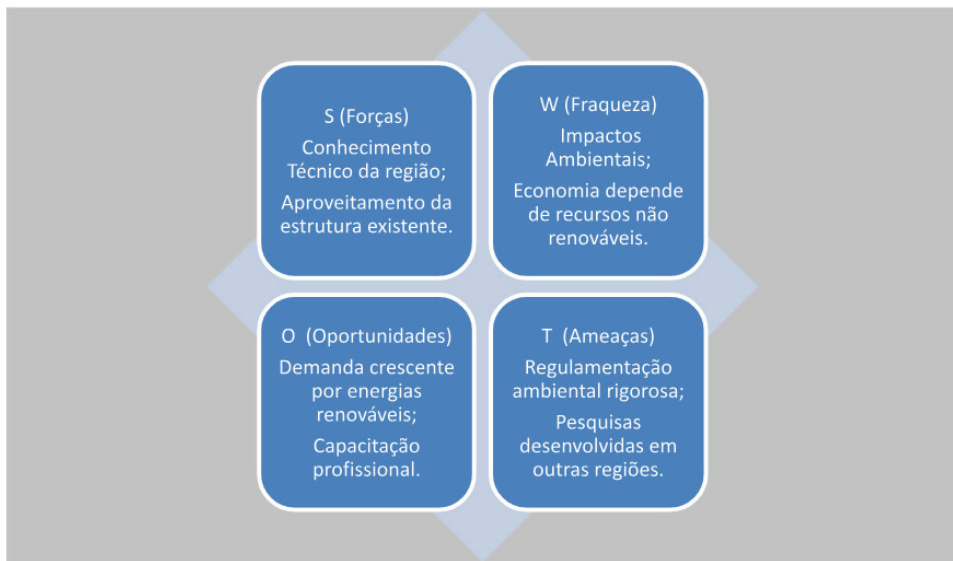 S (Forças)
Conhecimento
Técnico da região;
Aproveitamento da
estrutura existente.
W (Fraqueza)
Impactos
Ambientais;
Economia depende
de recursos não
renováveis.
O  (Oportunidades)
Demanda crescente
por energias
renováveis;
Capacitação
profissional.
T  (Ameaças)
Regulamentação
ambiental rigorosa;
Pesquisas
desenvolvidas em
outras regiões.